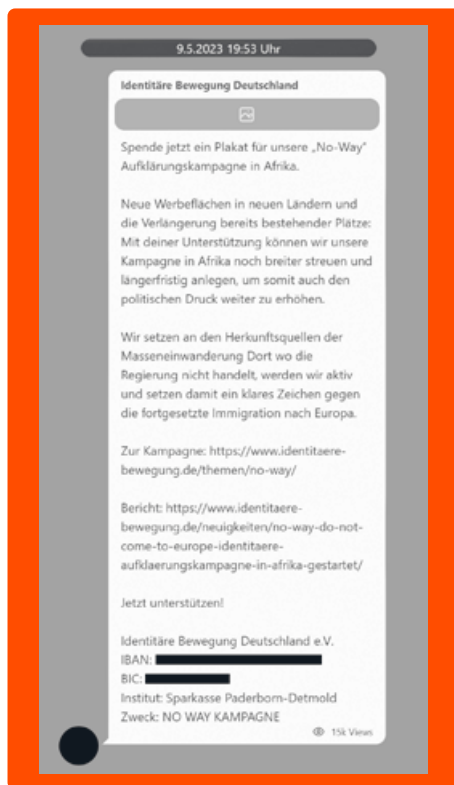 9.5.2023 19:53 Uhr
Identitäre Bewegung Deutschland
Spende jetzt ein Plakat für unsere „No-Way"
Aufklärungskampagne in Afrika.
Neue Werbeflächen in neuen Ländern und
die Verlängerung bereits bestehender Plätze:
Mit deiner Unterstützung können wir unsere
Kampagne in Afrika noch breiter streuen und
längerfristig anlegen, um somit auch den
politischen Druck weiter zu erhöhen.
Wir setzen an den Herkunftsquellen der
Masseneinwanderung Dort wo die
Regierung nicht handelt, werden wir aktiv
und setzen damit ein klares Zeichen gegen
die fortgesetzte Immigration nach Europa.
Zur Kampagne: https://www.identitaere-
bewegung.de/themen/no-way/
Bericht: https://www.identitaere-
bewegung.de/neuigkeiten/no-way-do-not-
come-to-europe-identitaere-
aufklaerungskampagne-in-afrika-gestartet/
Jetzt unterstützen!
Identitäre Bewegung Deutschland e.V.
IBAN:
BIC:
Institut: Sparkasse Paderborn-Detmold
Zweck: NO WAY KAMPAGNE
15k Views